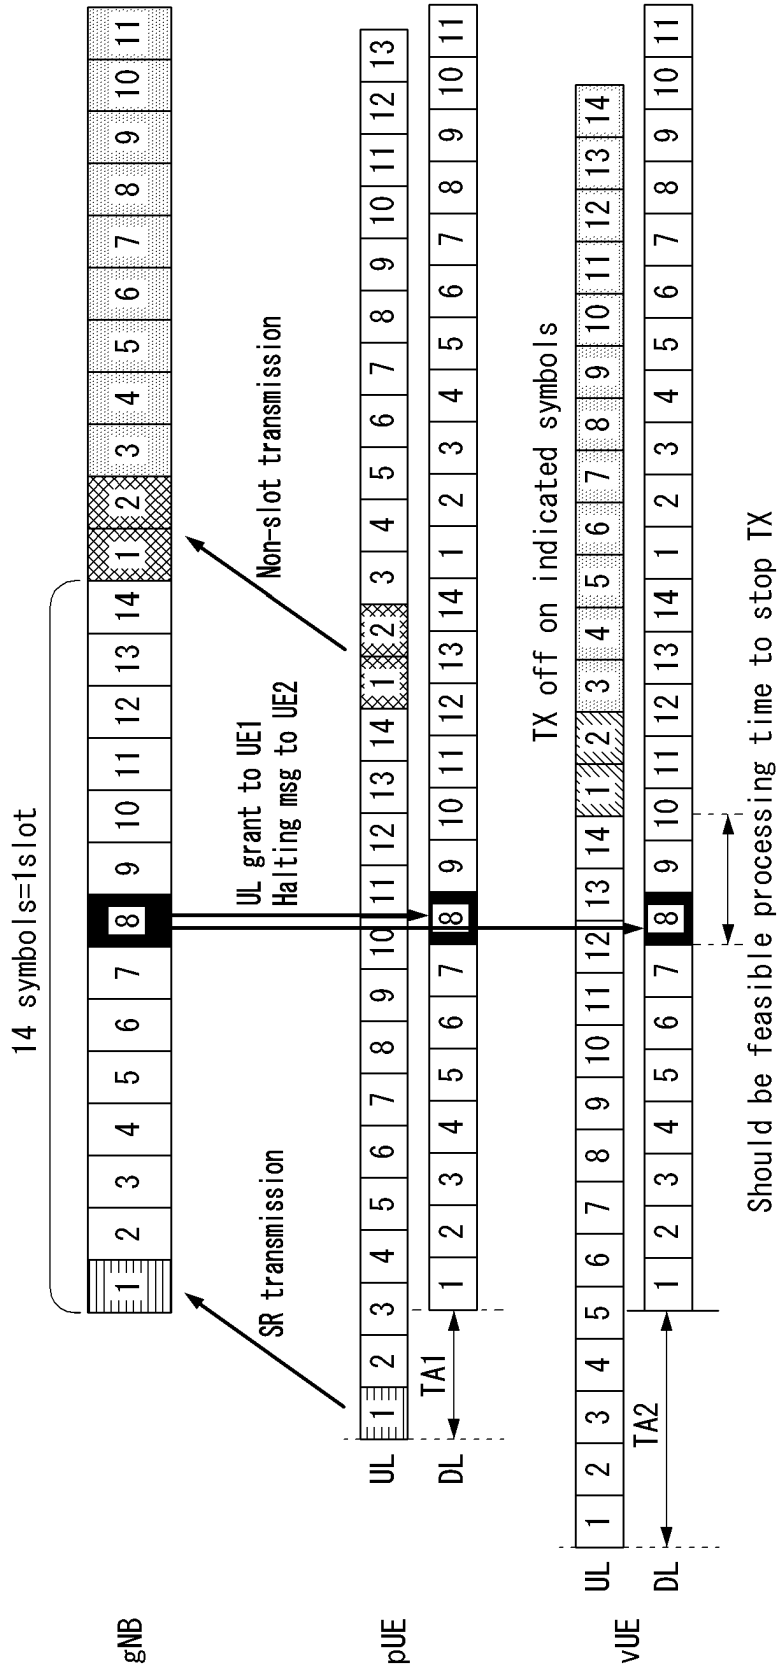 14 symbols=1slot
gNB 1 2 3 4 5 6 7 8 9 10 11 12 13 14 1 2 3 4 5 6 7 8 9 10 11
SR transmission
UL grant to UE1
Halting msg to UE2
Non-slot transmission
pUE
UL 1 2 3 4 5 6 7 8 9 10 11 12 13 14 1 2 3 4 5 6 7 8 9 10 11 12 13
DL TA1 1 2 3 4 5 6 7 8 9 10 11 12 13 14 1 2 3 4 5 6 7 8 9 10 11
TX off on indicated symbols
vUE
UL 1 2 3 4 5 6 7 8 9 10 11 12 13 14 1 2 3 4 5 6 7 8 9 10 11 12 13 14
DL TA2 1 2 3 4 5 6 7 8 9 10 11 12 13 14 1 2 3 4 5 6 7 8 9 10 11
Should be feasible processing time to stop TX